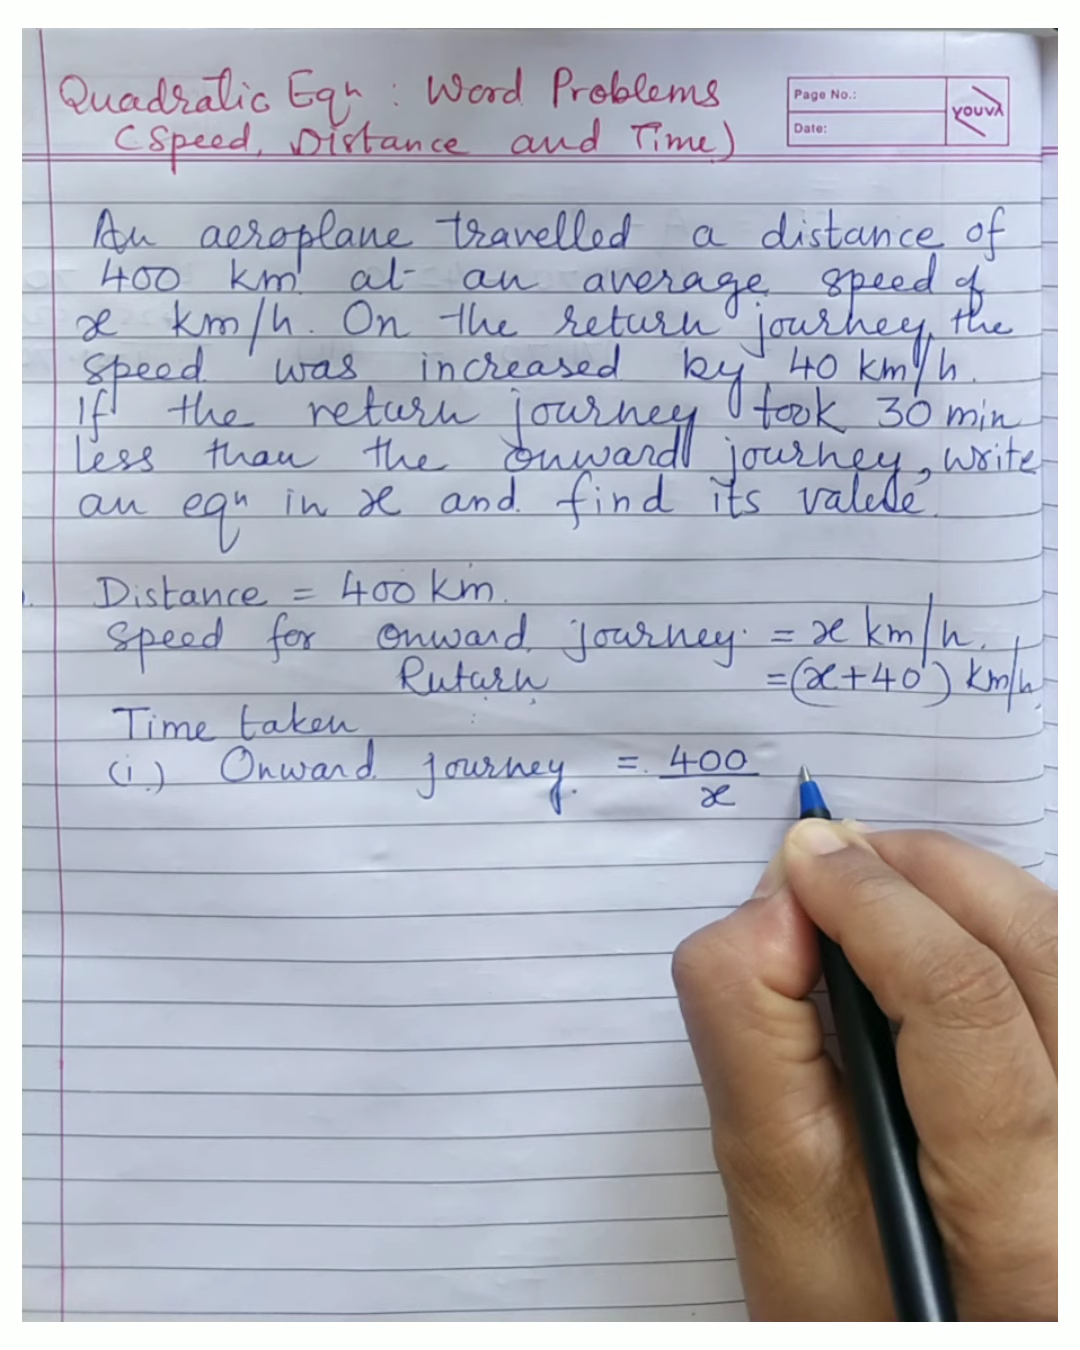 Quadratic Eqn : Word Problems
(Speed, Distance and Time)
Page No.:
Date:
youva
An aeroplane travelled a distance of
400 km at an average speed of
x km/h. On the return journey, the
speed was increased by 40 km/h.
If the return journey took 30 min
less than the onward journey, write
an eqn in x and find its value.
Distance = 400 km.
Speed for onward journey = x km/h.
Ruturn = (x+40) km/h.
Time taken
(i.) Onward journey. = 400/x